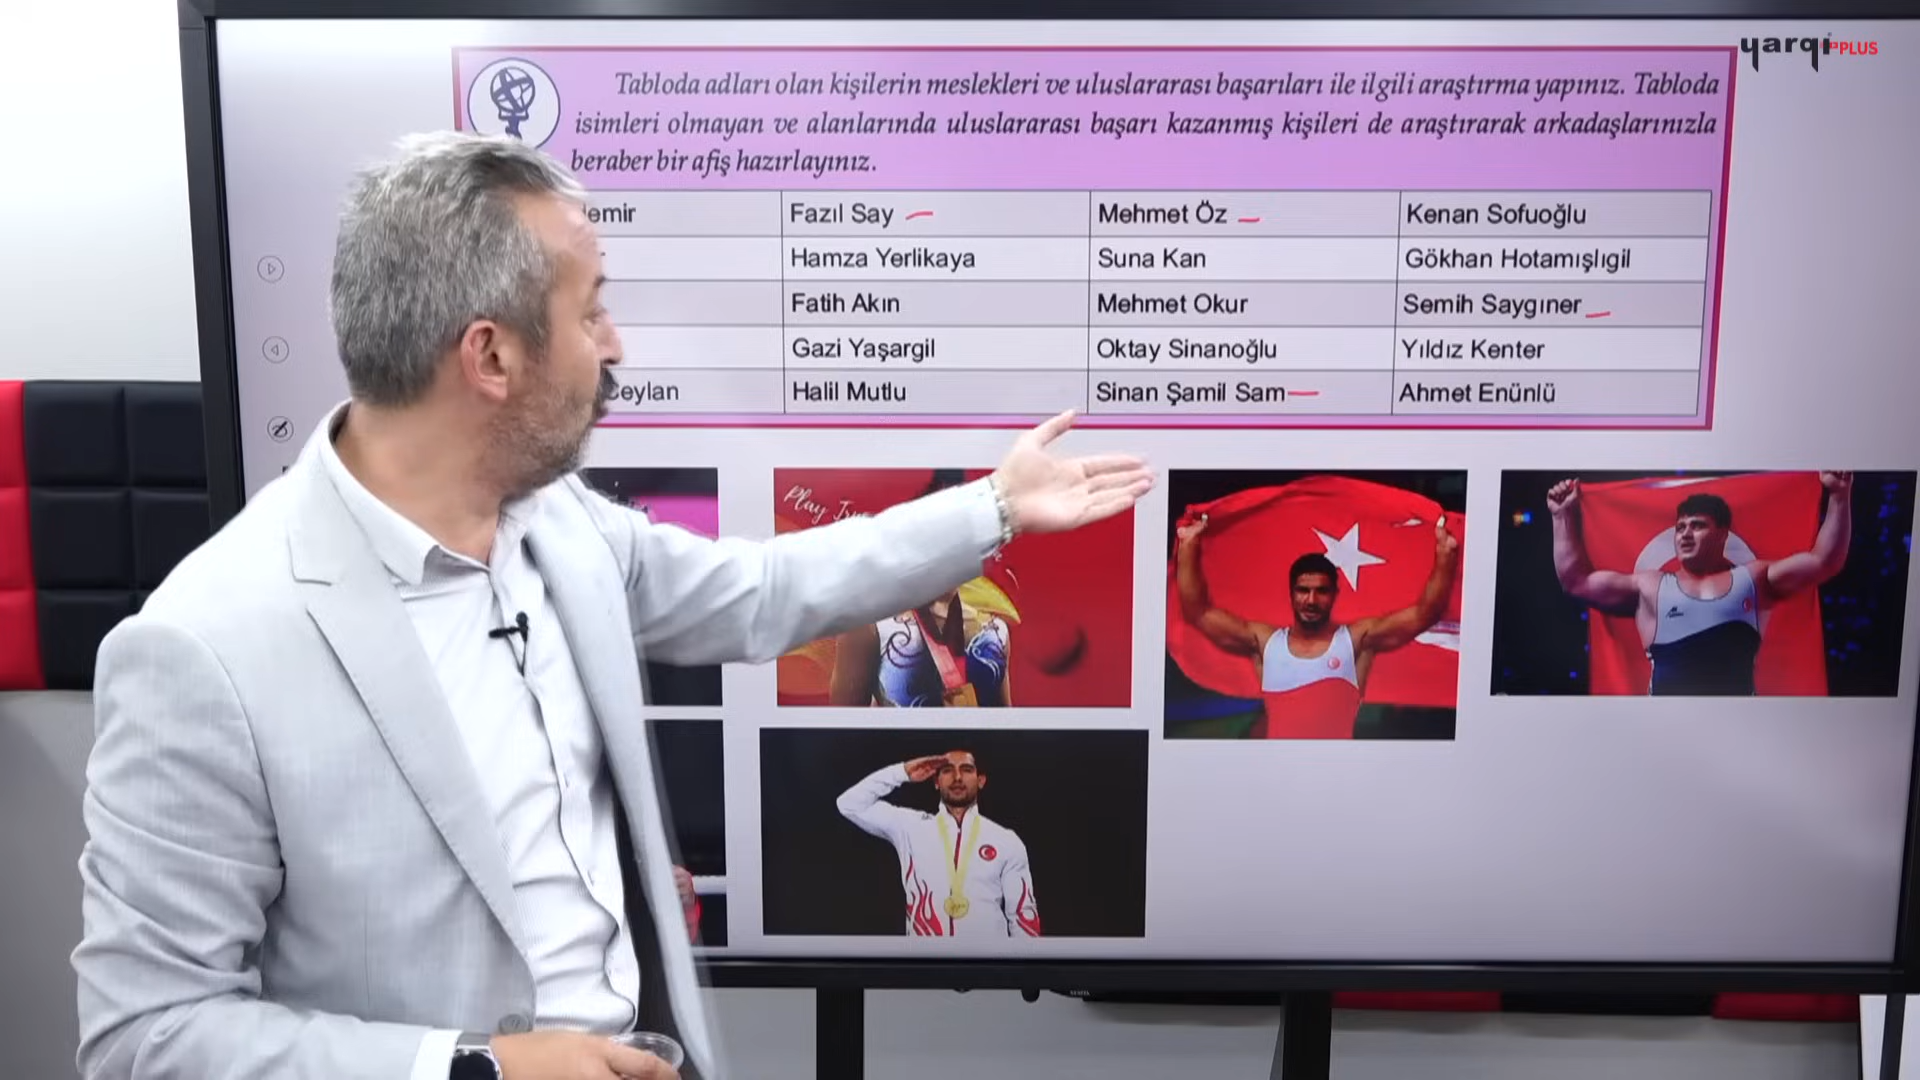 yarqi PLUS
Tabloda adları olan kişilerin meslekleri ve uluslararası başarıları ile ilgili araştırma yapınız. Tabloda
isimleri olmayan ve alanlarında uluslararası başarı kazanmış kişileri de araştırarak arkadaşlarınızla
beraber bir afiş hazırlayınız.
emir Fazıl Say Mehmet Öz Kenan Sofuoğlu
Hamza Yerlikaya Suna Kan Gökhan Hotamışlıgil
Fatih Akın Mehmet Okur Semih Saygıner
Gazi Yaşargil Oktay Sinanoğlu Yıldız Kenter
Ceylan Halil Mutlu Sinan Şamil Sam Ahmet Enünlü
Play True